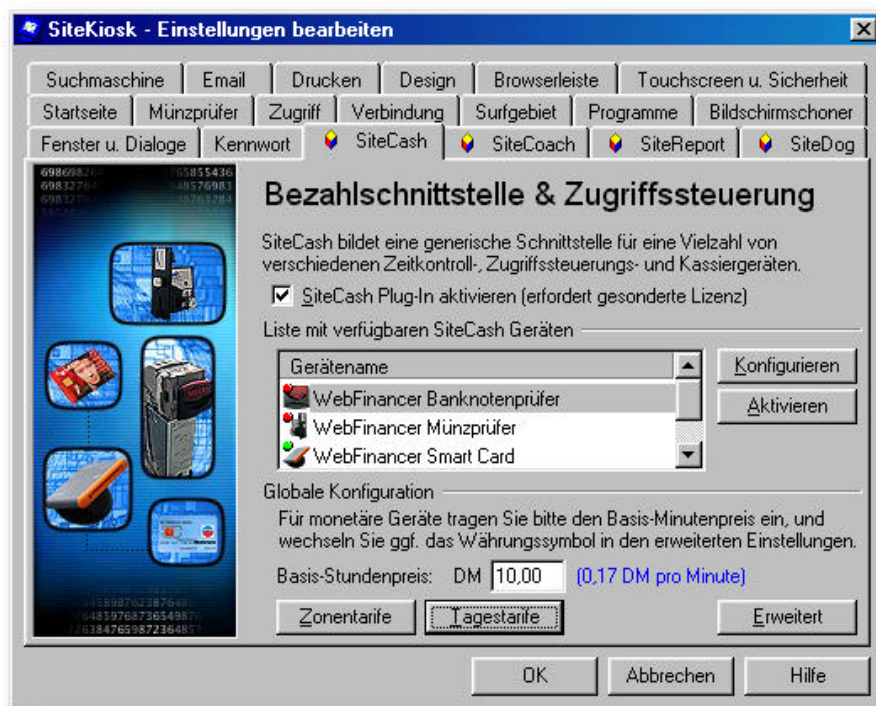 SiteKiosk - Einstellungen bearbeiten
Suchmaschine Email Drucken Design Browserleiste Touchscreen u. Sicherheit
Startseite Münzprüfer Zugriff Verbindung Surfgebiet Programme Bildschirmschoner
Fenster u. Dialoge Kennwort SiteCash SiteCoach SiteReport SiteDog
Bezahlschnittstelle & Zugriffssteuerung
SiteCash bildet eine generische Schnittstelle für eine Vielzahl von
verschiedenen Zeitkontroll-, Zugriffssteuerungs- und Kassiergeräten.
SiteCash Plug-In aktivieren (erfordert gesonderte Lizenz)
Liste mit verfügbaren SiteCash Geräten
Gerätename
WebFinancer Banknotenprüfer
WebFinancer Münzprüfer
WebFinancer Smart Card
Konfigurieren
Aktivieren
Globale Konfiguration
Für monetäre Geräte tragen Sie bitte den Basis-Minutenpreis ein, und
wechseln Sie ggf. das Währungssymbol in den erweiterten Einstellungen.
Basis-Stundenpreis: DM 10,00 (0,17 DM pro Minute)
Zonentarife Tagestarife Erweitert
OK Abbrechen Hilfe